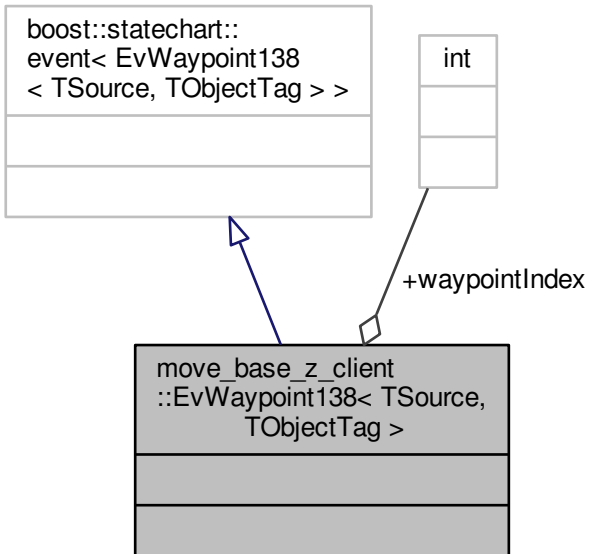 boost::statechart::
event< EvWaypoint138
< TSource, TObjectTag > >
int
+waypointIndex
move_base_z_client
::EvWaypoint138< TSource,
TObjectTag >